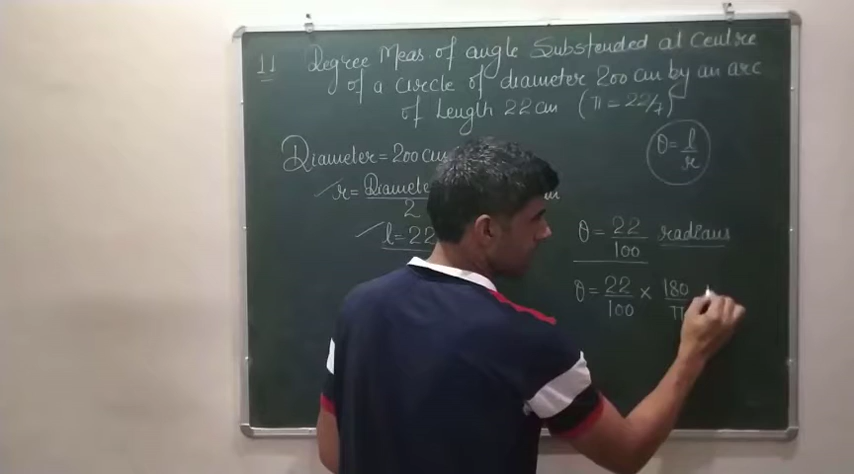 11 Degree Meas of angle Substended at Centre
of a circle of diameter 200 cm by an arc
of Length 22 cm (π = 22/7)
Diameter = 200 cm
θ = l/r
r = Diamete
2
l = 22
θ = 22/100 radians
θ = 22/100 × 180/π